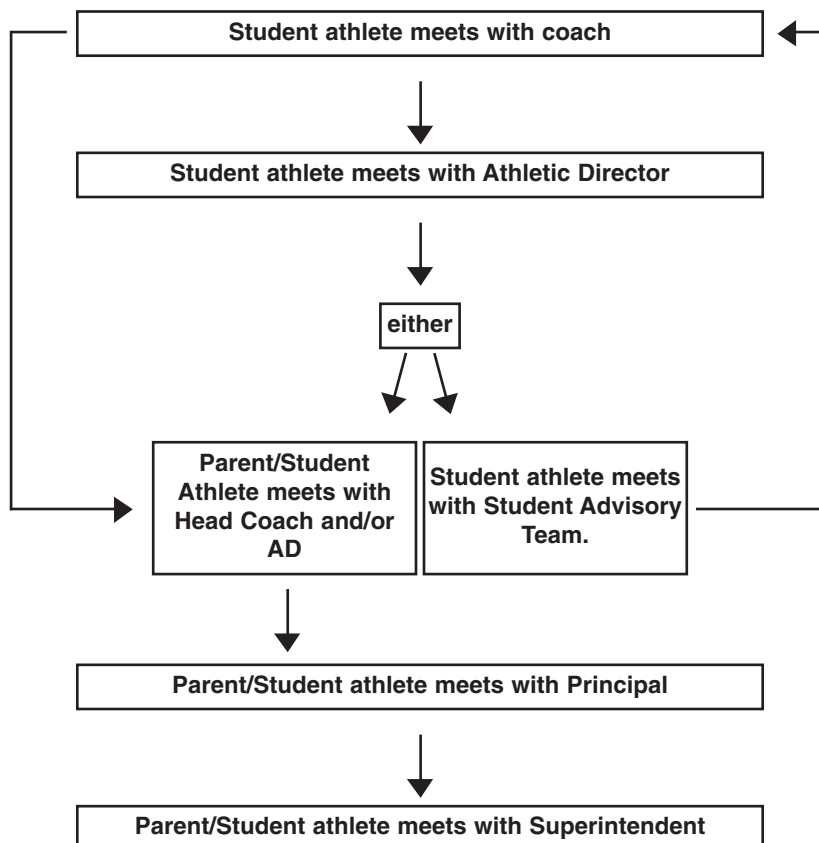 Student athlete meets with coach
Student athlete meets with Athletic Director
either
Parent/Student
Athlete meets with
Head Coach and/or
AD
Student athlete meets
with Student Advisory
Team.
Parent/Student athlete meets with Principal
Parent/Student athlete meets with Superintendent